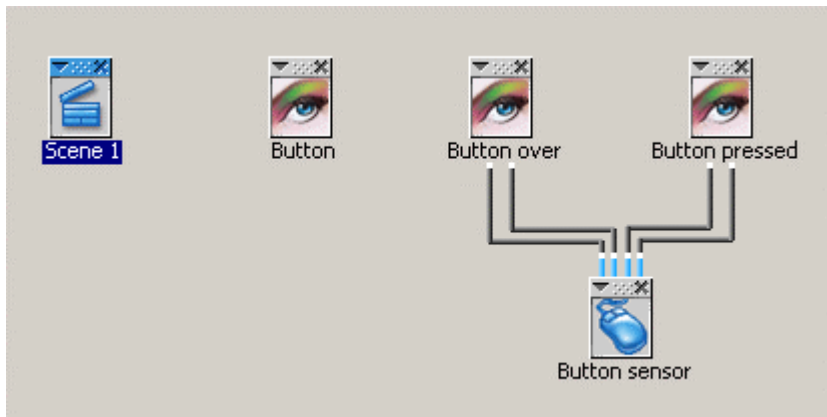 Scene 1
Button
Button over
Button pressed
Button sensor